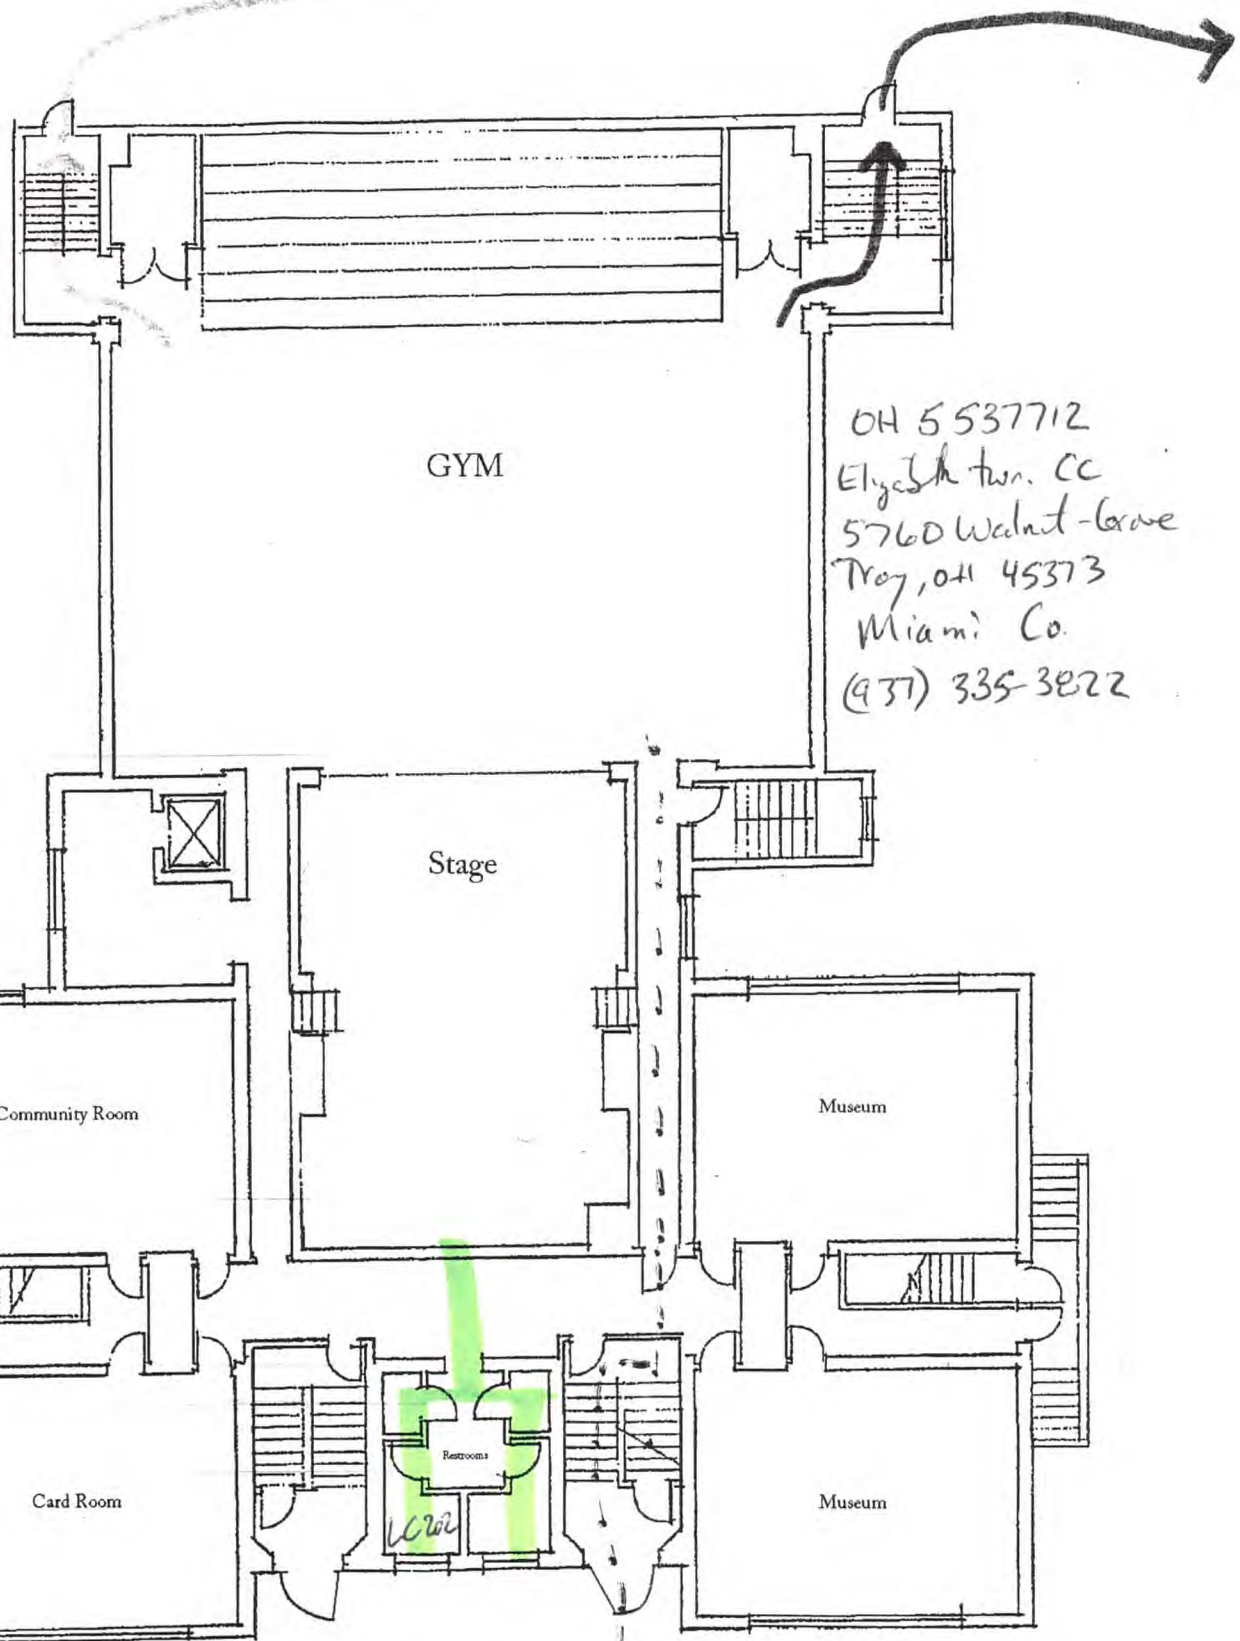 GYM
OH 5537712
Elizabeth twn. CC
5760 Walnut-Grove
Troy, OH 45373
Miami Co.
(937) 335-3822
Stage
Community Room
Museum
Restrooms
Card Room
LC202
Museum